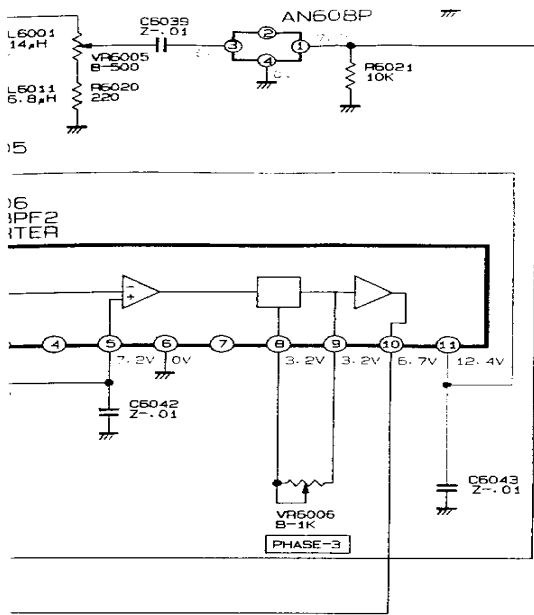 AN608P
C6039
Z-.01
L6001
14μH
VR6005
B-500
L6011
6.8μH
R6020
220
3
2
1
4
R6021
10K
05
06
BPF2
RTER
-
+
4
5
6
7
8
9
10
11
7.2V
0V
3.2V
3.2V
6.7V
12.4V
C6042
Z-.01
C6043
Z-.01
VR6006
B-1K
PHASE-3